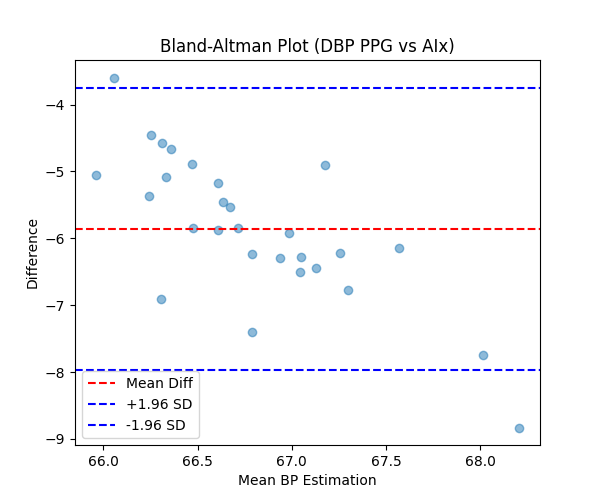 Bland-Altman Plot (DBP PPG vs AIx)
Difference
−4
−5
−6
−7
−8
−9
Mean Diff
+1.96 SD
-1.96 SD
66.0 66.5 67.0 67.5 68.0
Mean BP Estimation